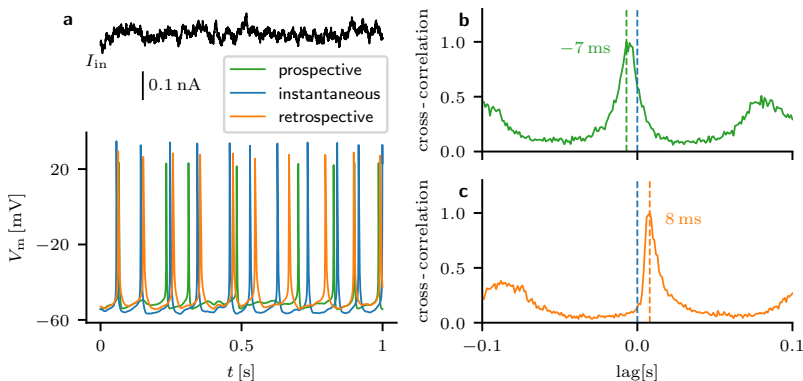 a
I_in
0.1 nA
prospective
instantaneous
retrospective
20
−20
−60
V_m [mV]
0
0.5
1
t [s]
b
−7 ms
1.0
0.5
0.0
cross - correlation
c
8 ms
1.0
0.5
0.0
cross - correlation
−0.1
0.0
0.1
lag[s]